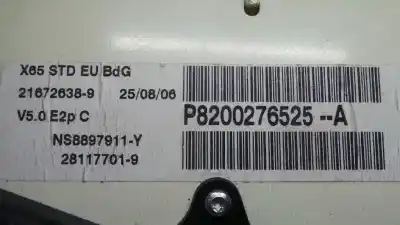 X65 STD EU BdG
21672638-9 25/08/06
V5.0 E2p C
P8200276525--A
NS8897911-Y
28117701-9